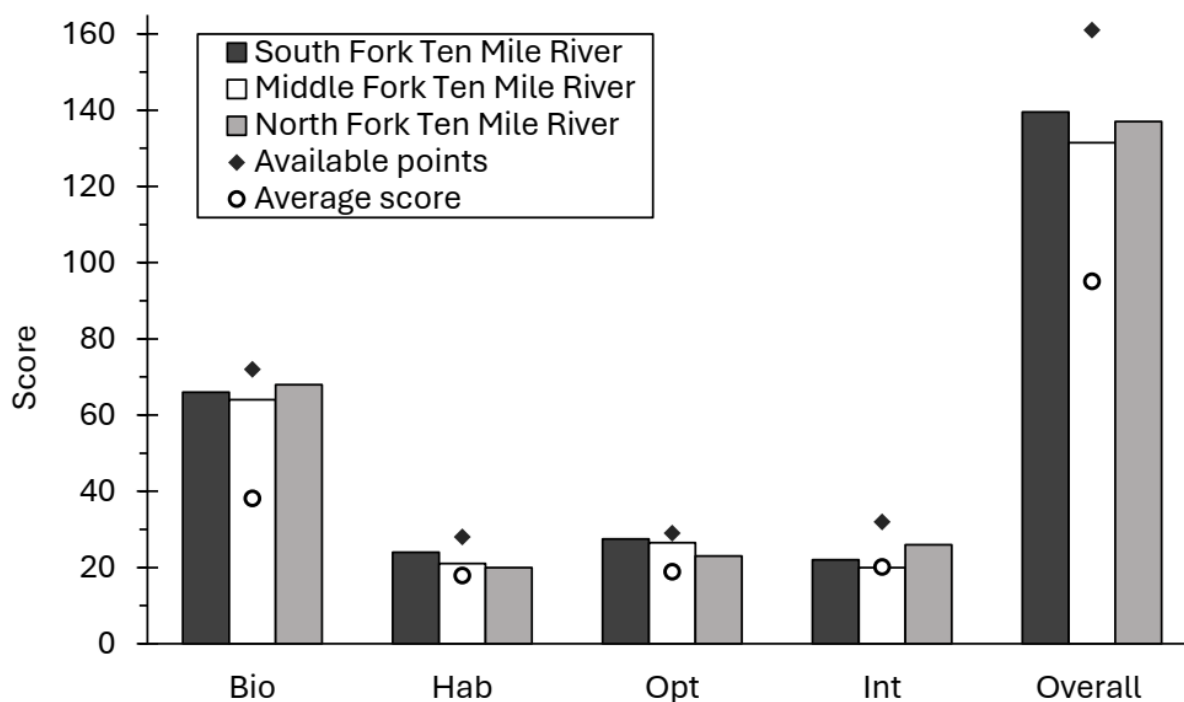 160
140
120
100
80
60
40
20
0
Score
South Fork Ten Mile River
Middle Fork Ten Mile River
North Fork Ten Mile River
Available points
Average score
Bio Hab Opt Int Overall